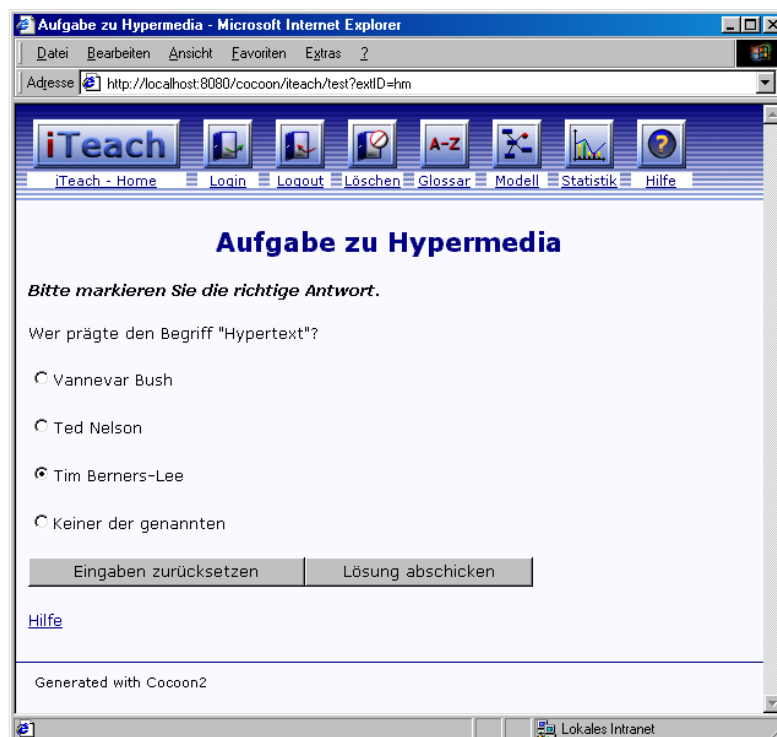 Aufgabe zu Hypermedia - Microsoft Internet Explorer
Datei Bearbeiten Ansicht Favoriten Extras ?
Adresse http://localhost:8080/cocoon/iteach/test?extID=hm
iTeach A-Z ?
iTeach - Home Login Logout Löschen Glossar Modell Statistik Hilfe
Aufgabe zu Hypermedia
Bitte markieren Sie die richtige Antwort.
Wer prägte den Begriff "Hypertext"?
Vannevar Bush
Ted Nelson
Tim Berners-Lee
Keiner der genannten
Eingaben zurücksetzen Lösung abschicken
Hilfe
Generated with Cocoon2
Lokales Intranet